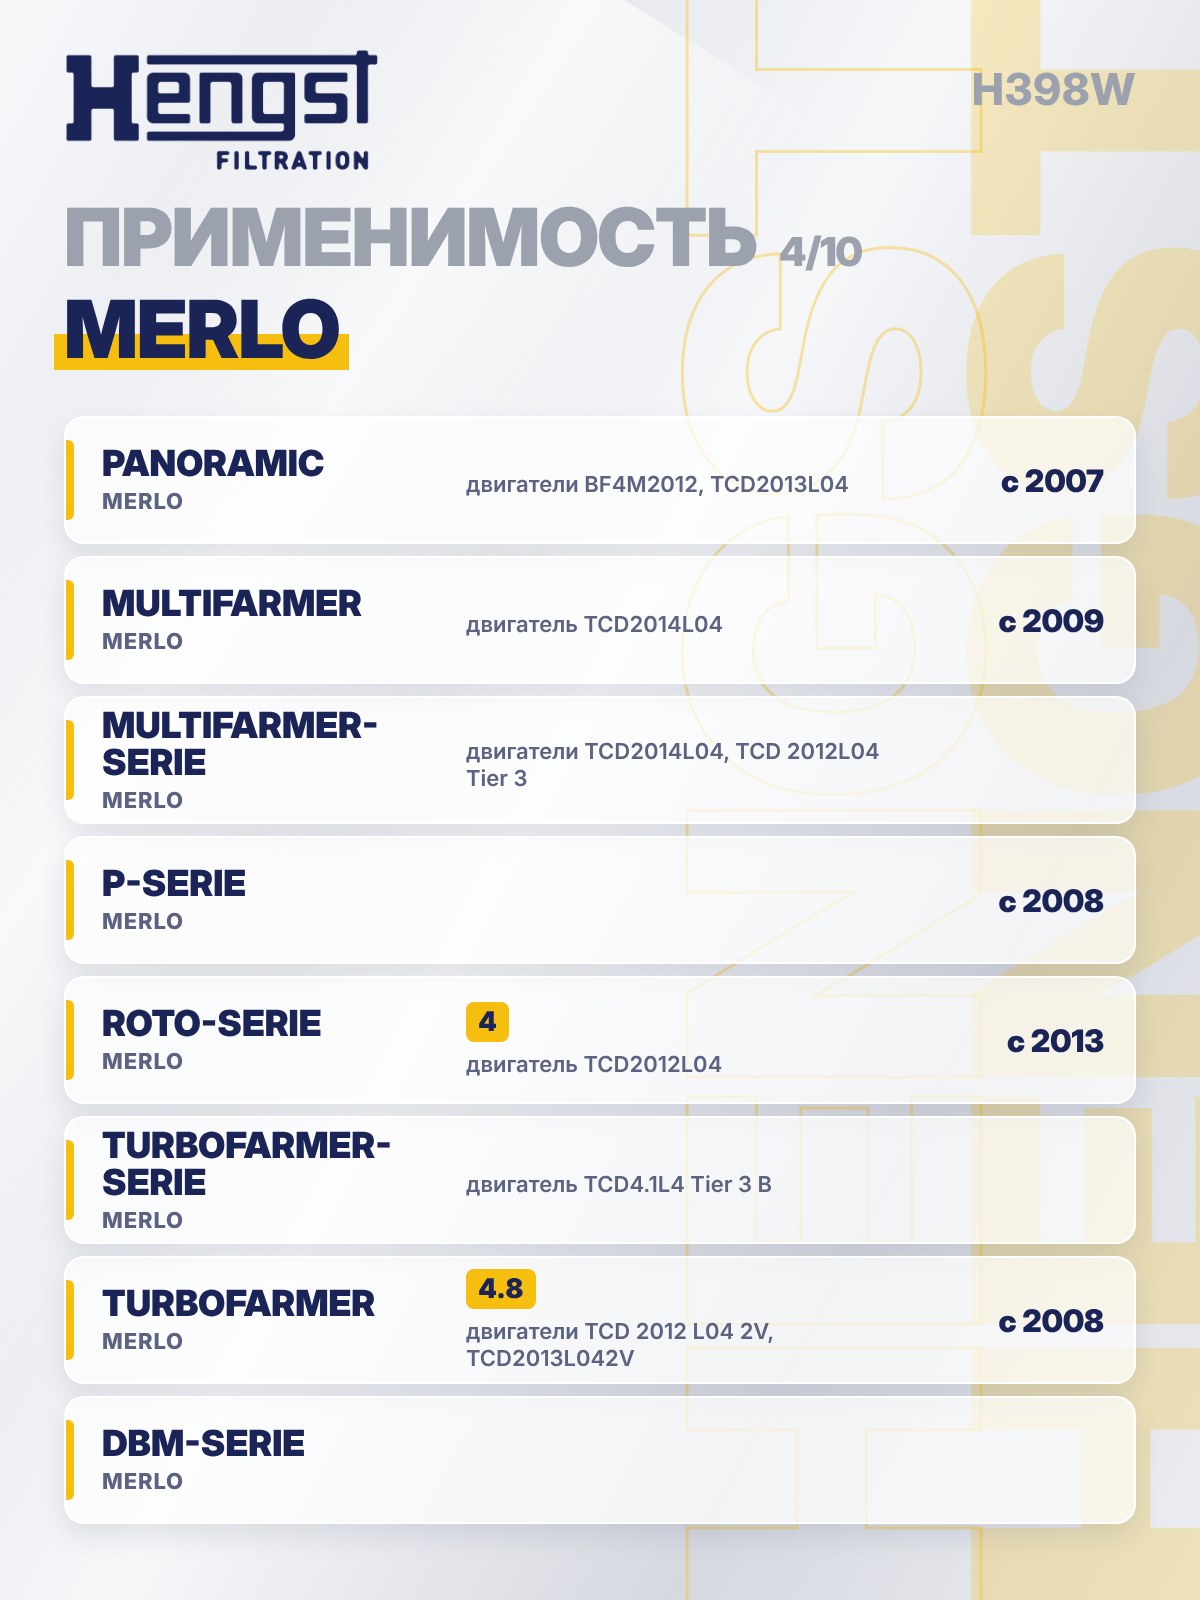 Hengst
FILTRATION
H398W
ПРИМЕНИМОСТЬ 4/10
MERLO
PANORAMIC
MERLO
двигатели BF4M2012, TCD2013L04
с 2007
MULTIFARMER
MERLO
двигатель TCD2014L04
с 2009
MULTIFARMER-
SERIE
MERLO
двигатели TCD2014L04, TCD 2012L04
Tier 3
P-SERIE
MERLO
с 2008
ROTO-SERIE
MERLO
4
двигатель TCD2012L04
с 2013
TURBOFARMER-
SERIE
MERLO
двигатель TCD4.1L4 Tier 3 B
TURBOFARMER
MERLO
4.8
двигатели TCD 2012 L04 2V,
TCD2013L042V
с 2008
DBM-SERIE
MERLO
HENGST
HENGST